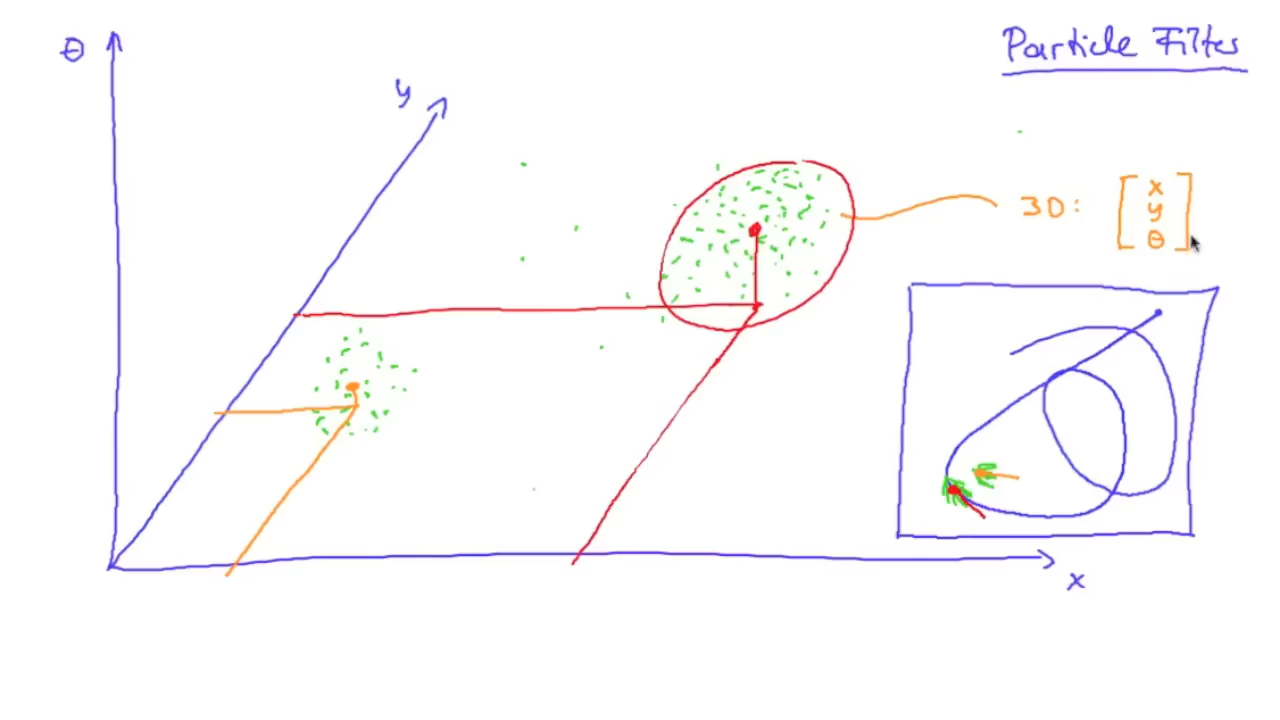 Particle Filter
θ
y
3D: [x
y
θ]
x